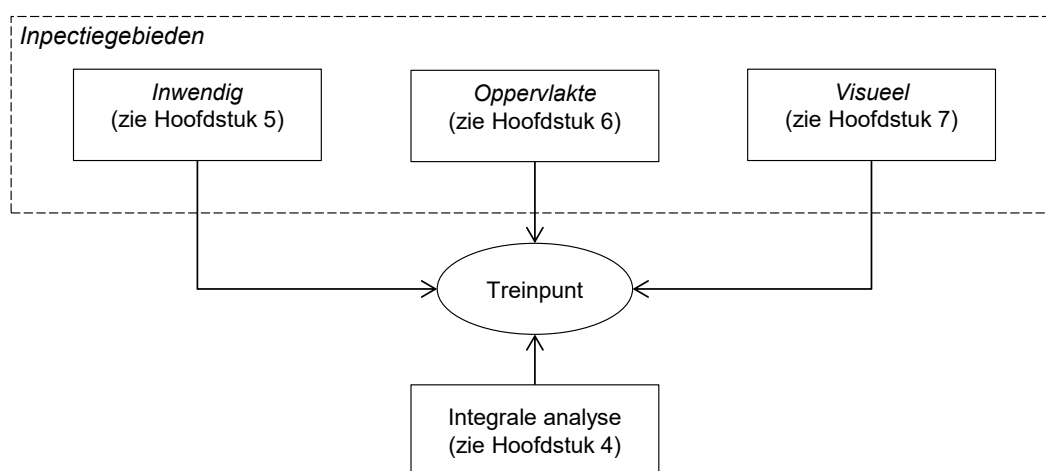 Inpectiegebieden
Inwendig
(zie Hoofdstuk 5)
Oppervlakte
(zie Hoofdstuk 6)
Visueel
(zie Hoofdstuk 7)
Treinpunt
Integrale analyse
(zie Hoofdstuk 4)